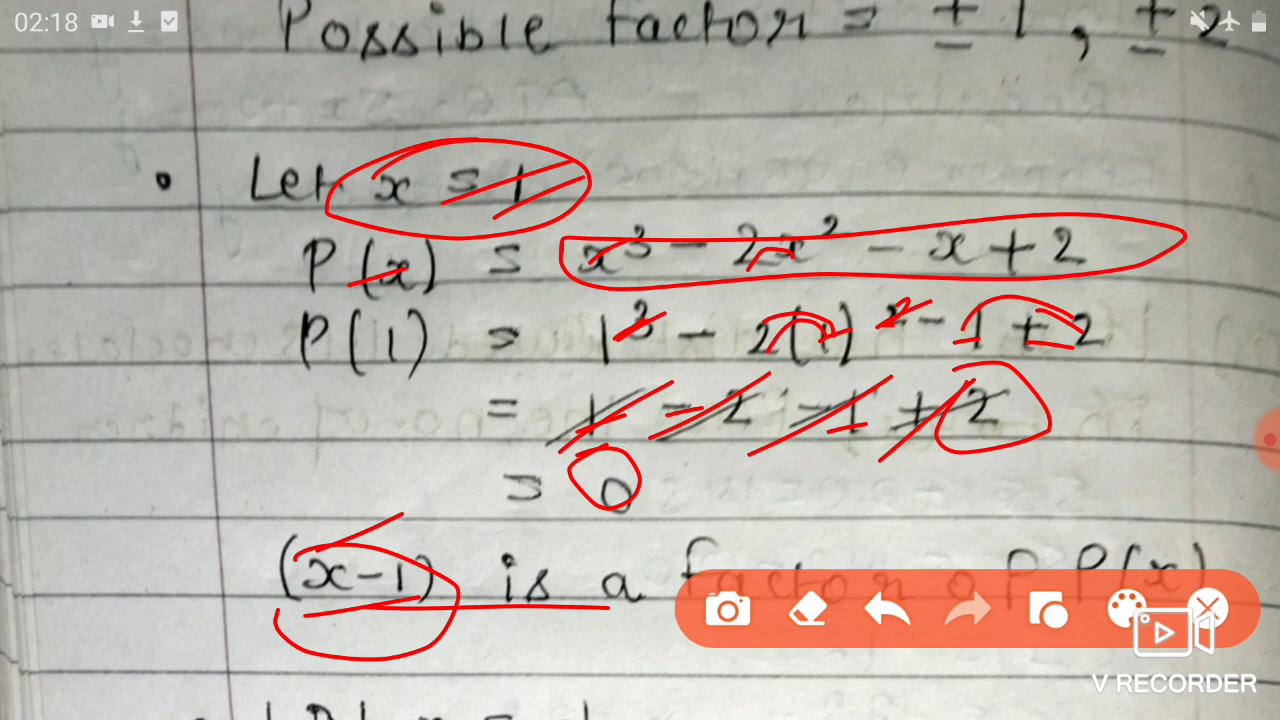 02:18
Possible factor = ± 1, ± 2
• Let x = 1
P(x) = x³ - 2x² - x + 2
P(1) = 1³ - 2(1)² - 1 + 2
= 1 - 2 - 1 + 2
= 0
(x-1) is a factor of P(x)
V RECORDER